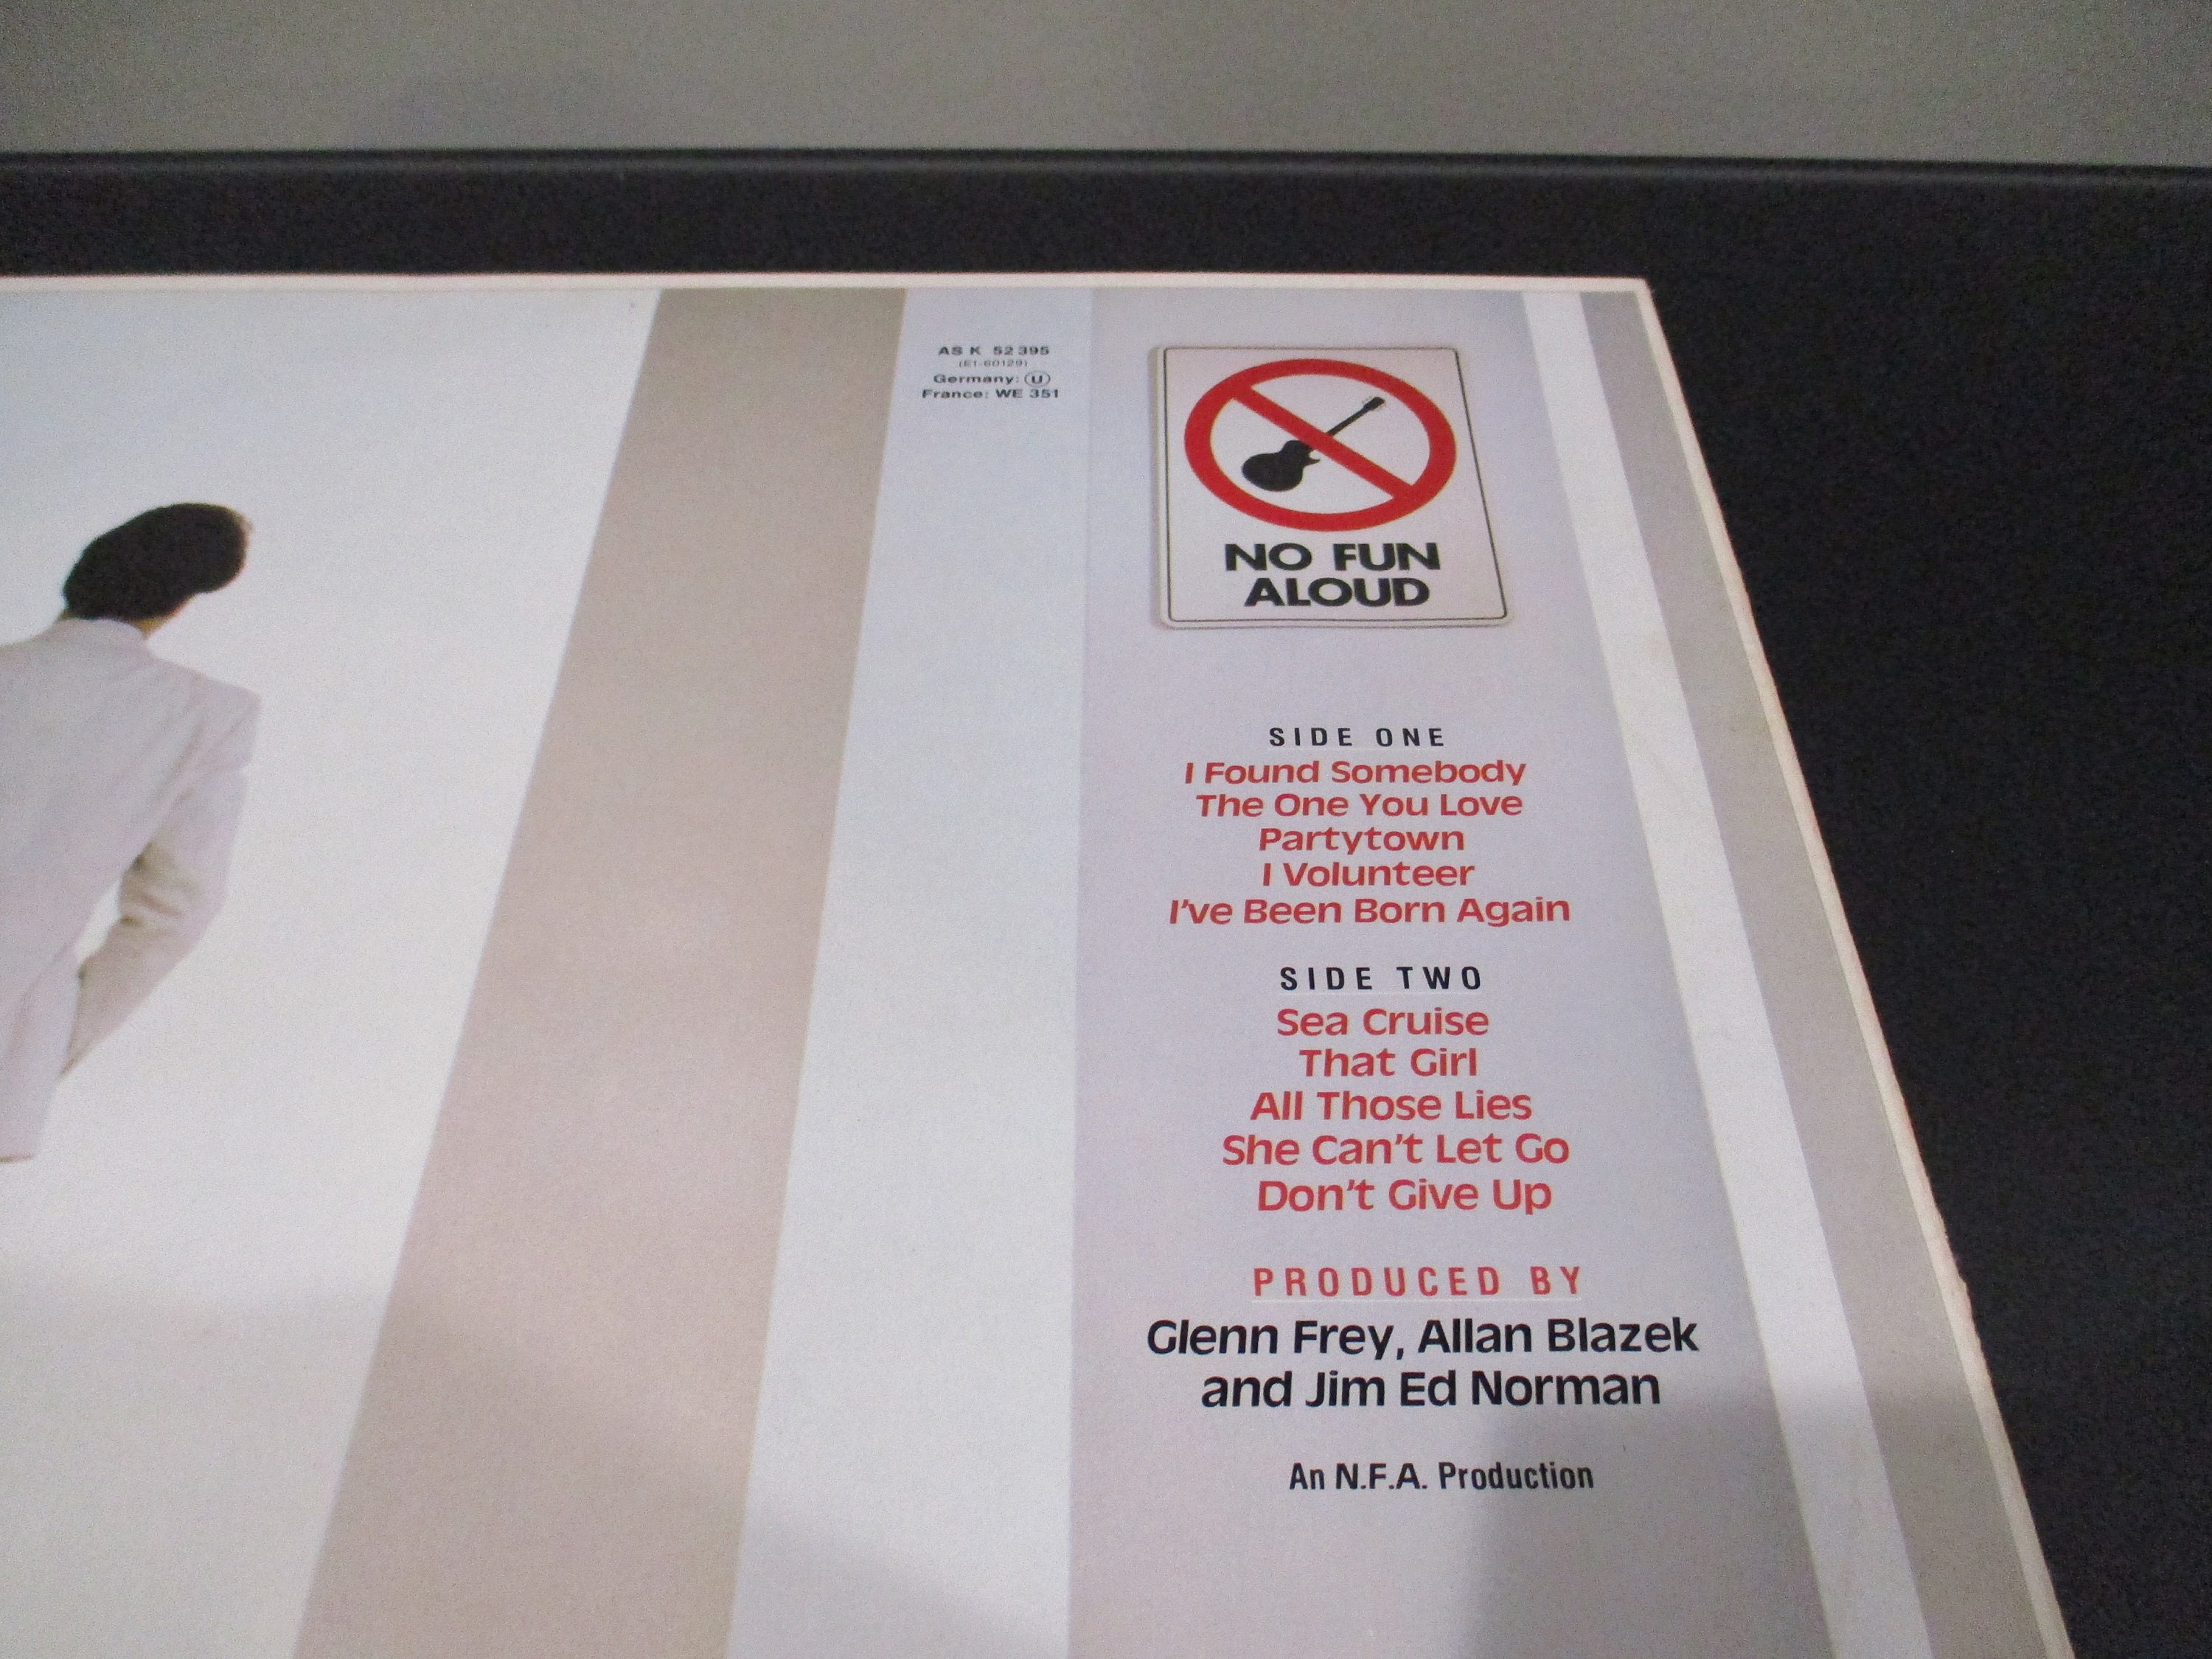 AS K 52 395
(E1-60129)
Germany: U
France: WE 351
NO FUN
ALOUD
SIDE ONE
I Found Somebody
The One You Love
Partytown
I Volunteer
I've Been Born Again
SIDE TWO
Sea Cruise
That Girl
All Those Lies
She Can't Let Go
Don't Give Up
PRODUCED BY
Glenn Frey, Allan Blazek
and Jim Ed Norman
An N.F.A. Production